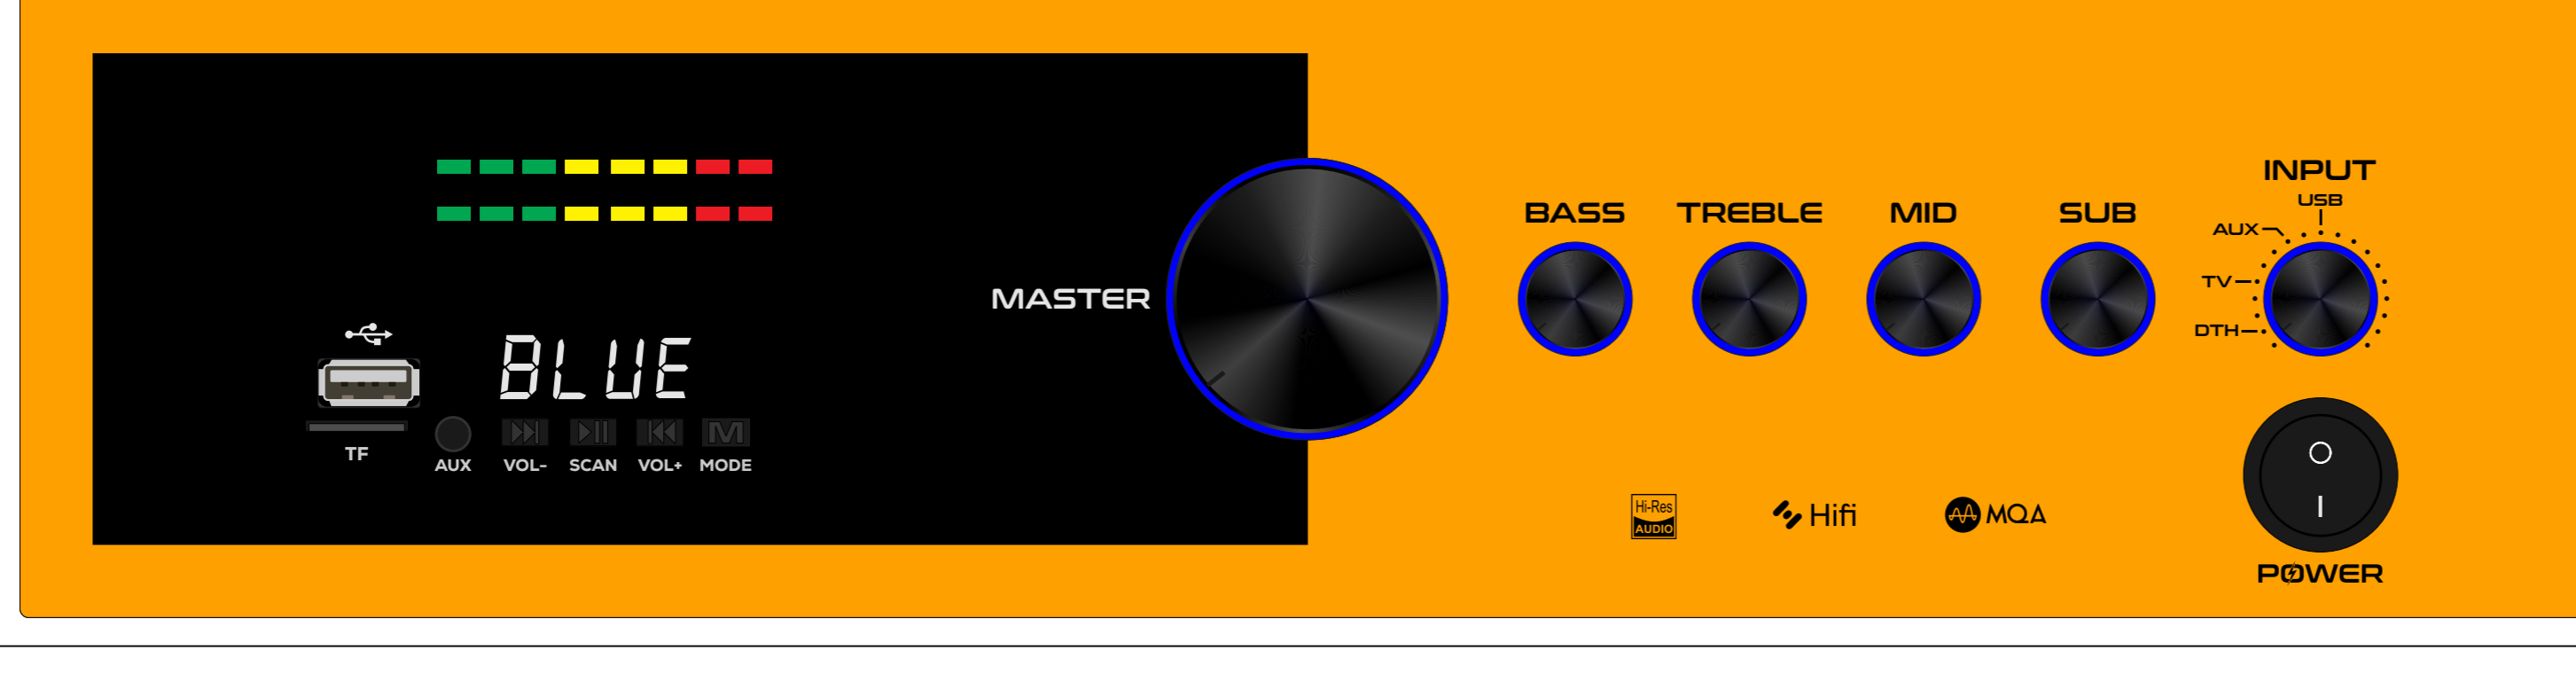 MASTER
BLUE
TF
AUX
VOL-
SCAN
VOL+
M
MODE
BASS
TREBLE
MID
SUB
INPUT
USB
AUX
TV
DTH
Hi-Res
AUDIO
Hifi
MQA
POWER